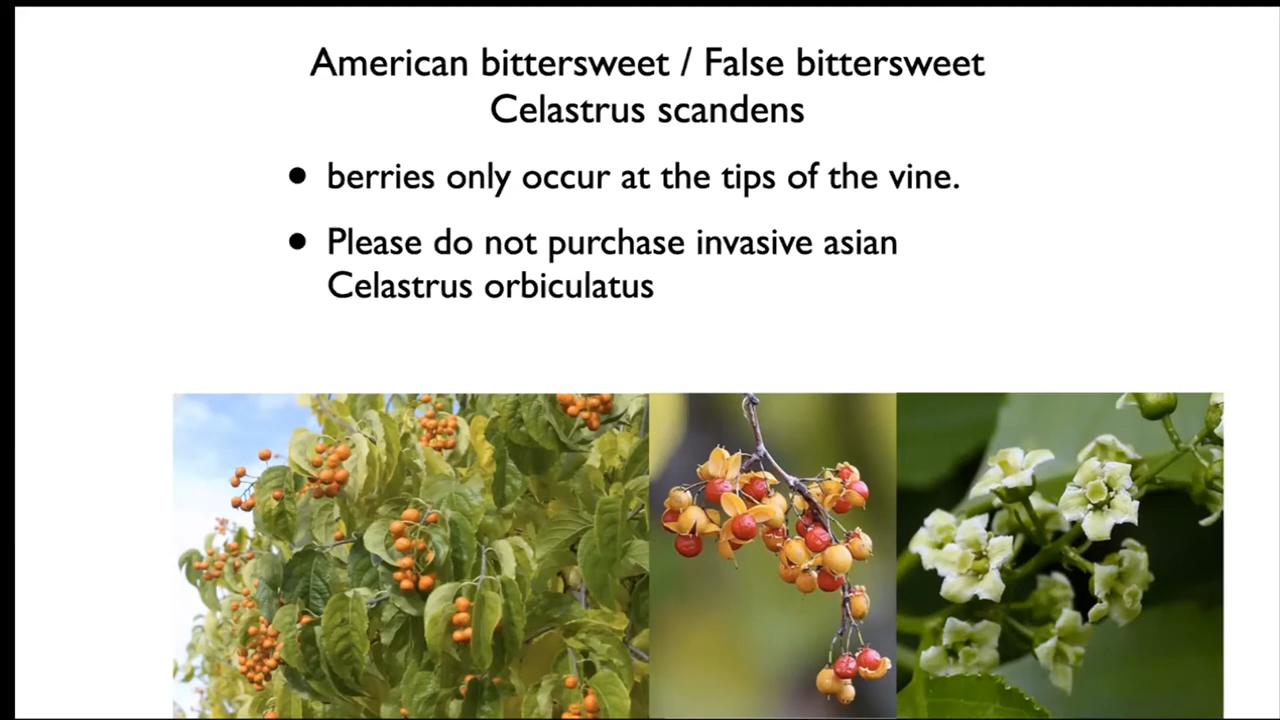 American bittersweet / False bittersweet
Celastrus scandens
• berries only occur at the tips of the vine.
• Please do not purchase invasive asian
Celastrus orbiculatus